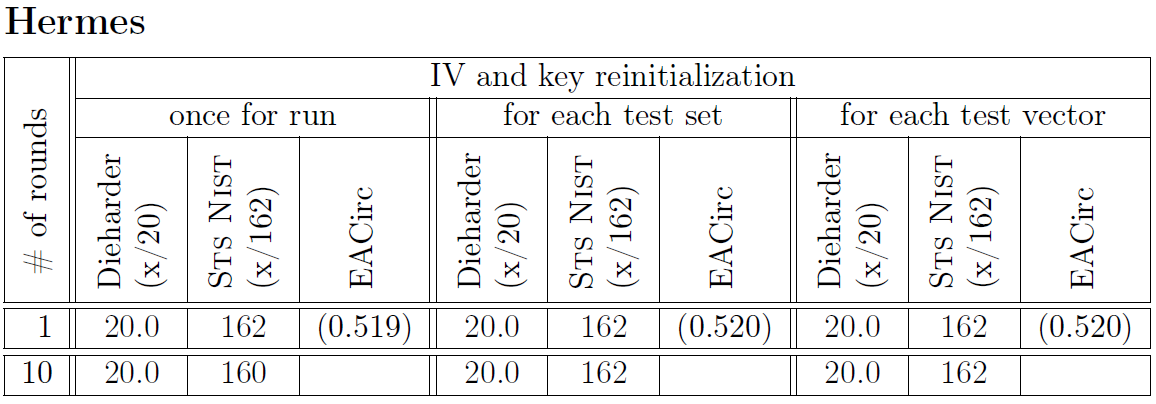 Hermes
IV and key reinitialization
# of rounds
once for run
for each test set
for each test vector
Dieharder
(x/20)
STS NIST
(x/162)
EACirc
Dieharder
(x/20)
STS NIST
(x/162)
EACirc
Dieharder
(x/20)
STS NIST
(x/162)
EACirc
1 20.0 162 (0.519) 20.0 162 (0.520) 20.0 162 (0.520)
10 20.0 160 20.0 162 20.0 162